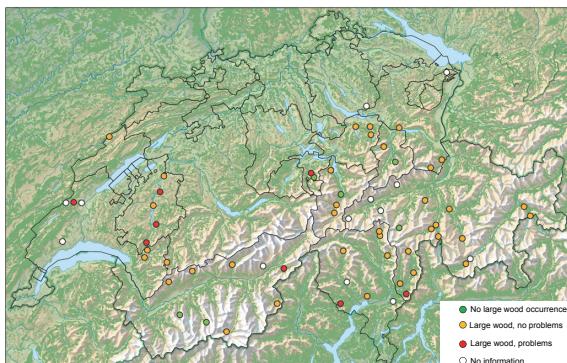 No large wood occurrence
Large wood, no problems
Large wood, problems
No information